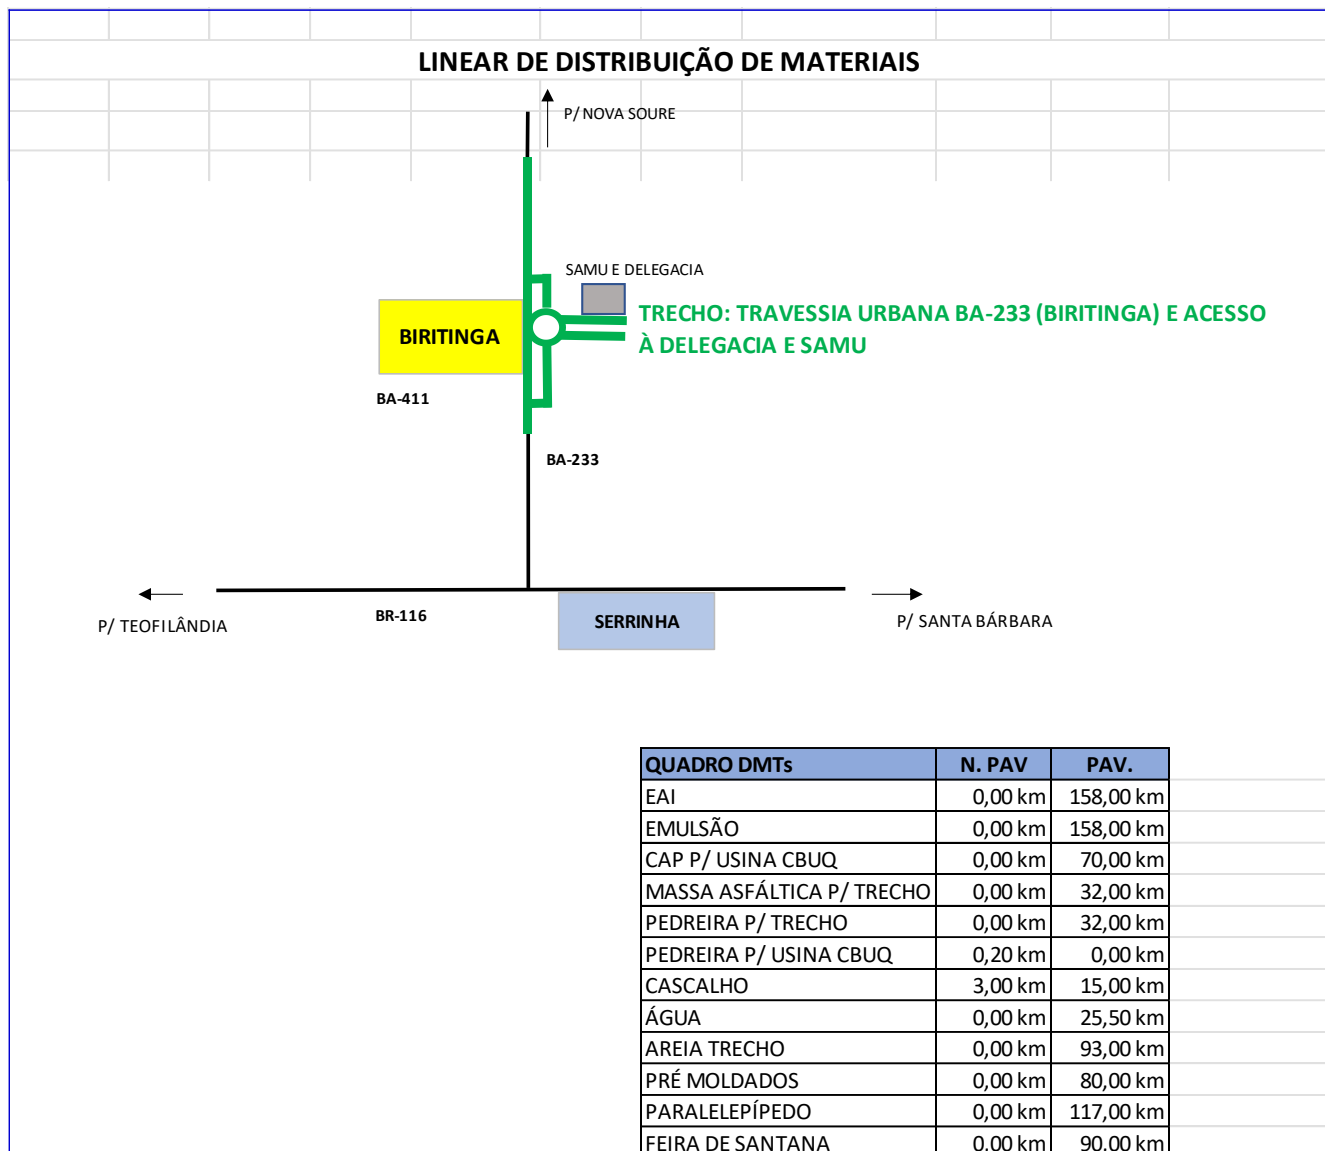 LINEAR DE DISTRIBUIÇÃO DE MATERIAIS
P/ NOVA SOURE
SAMU E DELEGACIA
TRECHO: TRAVESSIA URBANA BA-233 (BIRITINGA) E ACESSO
À DELEGACIA E SAMU
BIRITINGA
BA-411
BA-233
P/ TEOFILÂNDIA
BR-116
SERRINHA
P/ SANTA BÁRBARA
QUADRO DMTs N. PAV PAV.
EAI 0,00 km 158,00 km
EMULSÃO 0,00 km 158,00 km
CAP P/ USINA CBUQ 0,00 km 70,00 km
MASSA ASFÁLTICA P/ TRECHO 0,00 km 32,00 km
PEDREIRA P/ TRECHO 0,00 km 32,00 km
PEDREIRA P/ USINA CBUQ 0,20 km 0,00 km
CASCALHO 3,00 km 15,00 km
ÁGUA 0,00 km 25,50 km
AREIA TRECHO 0,00 km 93,00 km
PRÉ MOLDADOS 0,00 km 80,00 km
PARALELEPÍPEDO 0,00 km 117,00 km
FEIRA DE SANTANA 0,00 km 90,00 km